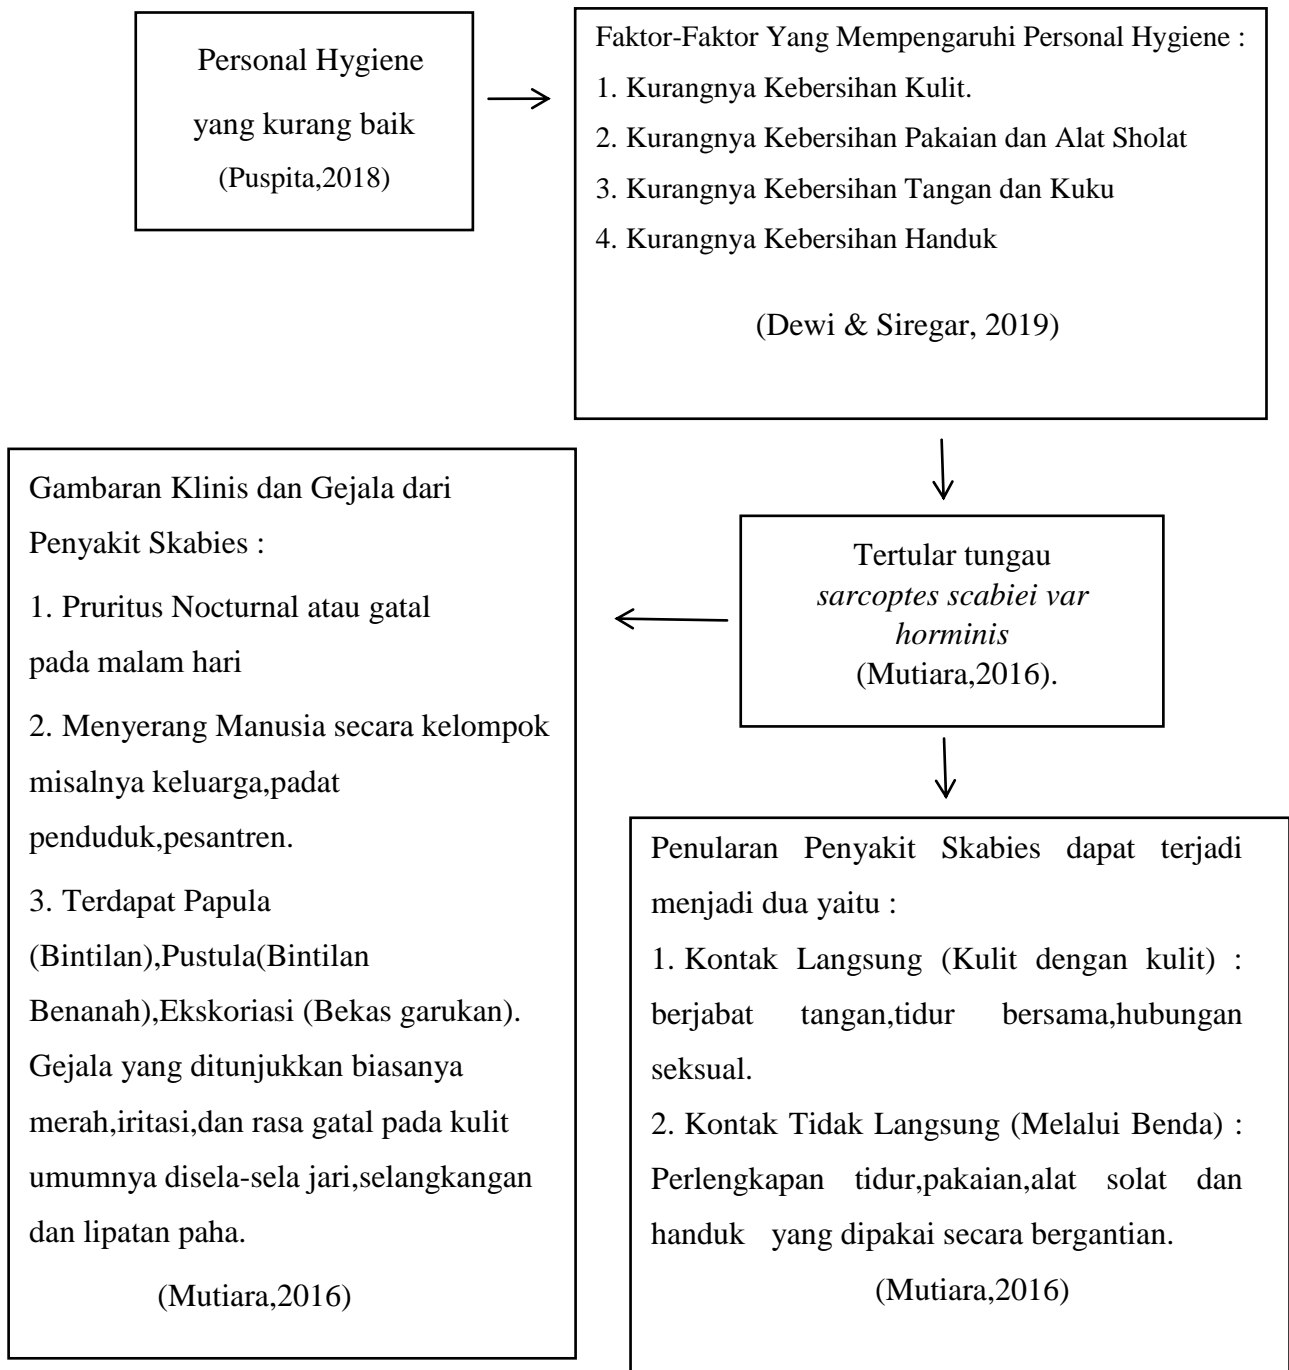 Personal Hygiene
yang kurang baik
(Puspita,2018)
Faktor-Faktor Yang Mempengaruhi Personal Hygiene :
1. Kurangnya Kebersihan Kulit.
2. Kurangnya Kebersihan Pakaian dan Alat Sholat
3. Kurangnya Kebersihan Tangan dan Kuku
4. Kurangnya Kebersihan Handuk
(Dewi & Siregar, 2019)
Tertular tungau
sarcoptes scabiei var
horminis
(Mutiara,2016).
Gambaran Klinis dan Gejala dari
Penyakit Skabies :
1. Pruritus Nocturnal atau gatal
pada malam hari
2. Menyerang Manusia secara kelompok
misalnya keluarga,padat
penduduk,pesantren.
3. Terdapat Papula
(Bintilan),Pustula(Bintilan
Benanah),Ekskoriasi (Bekas garukan).
Gejala yang ditunjukkan biasanya
merah,iritasi,dan rasa gatal pada kulit
umumnya disela-sela jari,selangkangan
dan lipatan paha.
(Mutiara,2016)
Penularan Penyakit Skabies dapat terjadi
menjadi dua yaitu :
1. Kontak Langsung (Kulit dengan kulit) :
berjabat tangan,tidur bersama,hubungan
seksual.
2. Kontak Tidak Langsung (Melalui Benda) :
Perlengkapan tidur,pakaian,alat solat dan
handuk yang dipakai secara bergantian.
(Mutiara,2016)